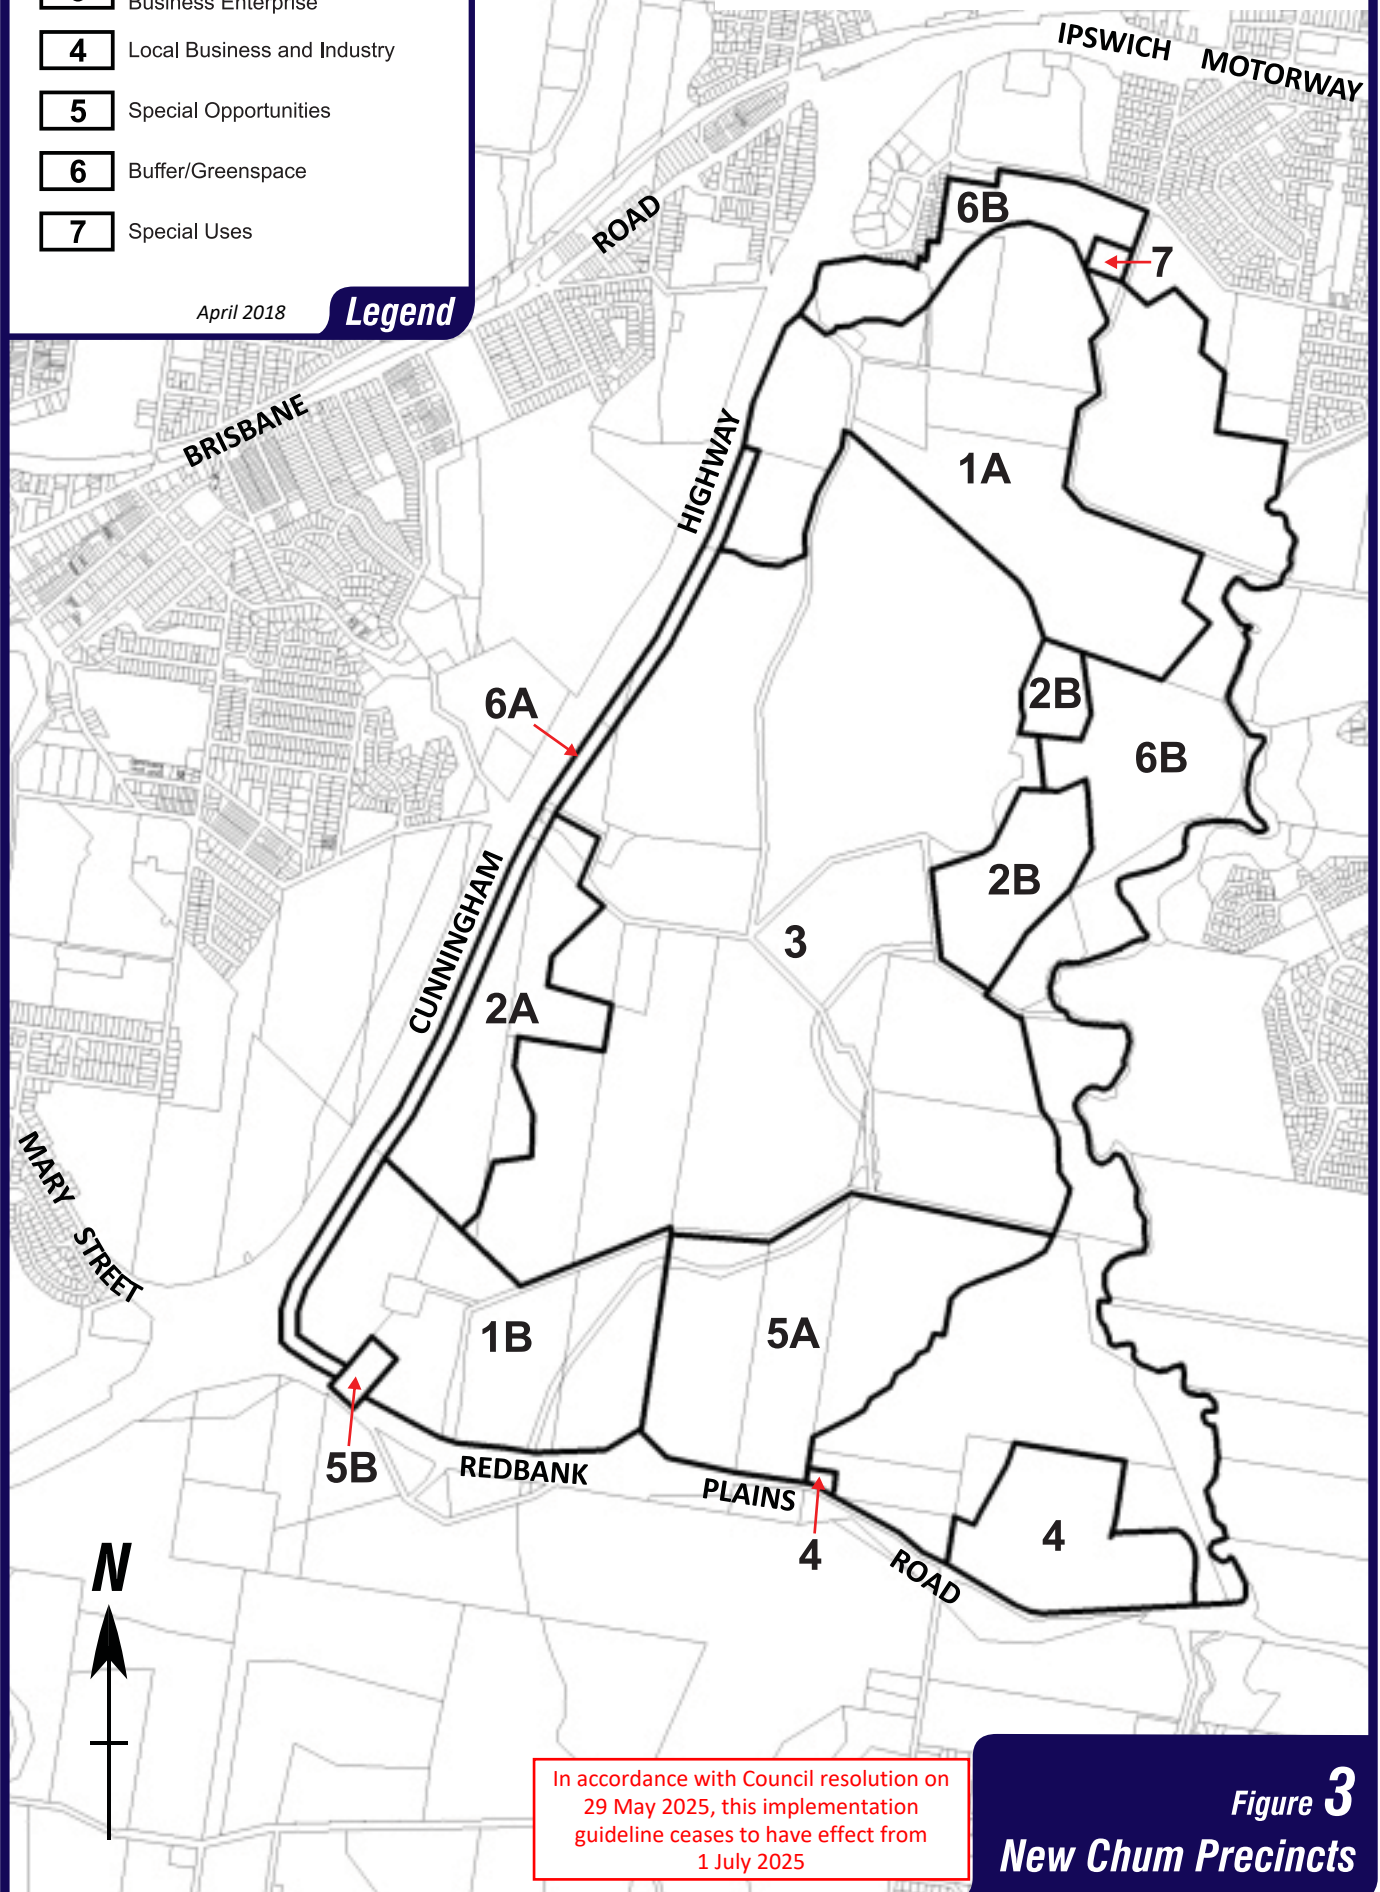 3 Business Enterprise
4 Local Business and Industry
5 Special Opportunities
6 Buffer/Greenspace
7 Special Uses
April 2018
Legend
IPSWICH MOTORWAY
ROAD
BRISBANE
6B
7
HIGHWAY
1A
2B
6A
6B
2B
CUNNINGHAM
3
2A
MARY STREET
1B
5A
5B
REDBANK PLAINS ROAD
4
4
N
In accordance with Council resolution on
29 May 2025, this implementation
guideline ceases to have effect from
1 July 2025
Figure 3
New Chum Precincts